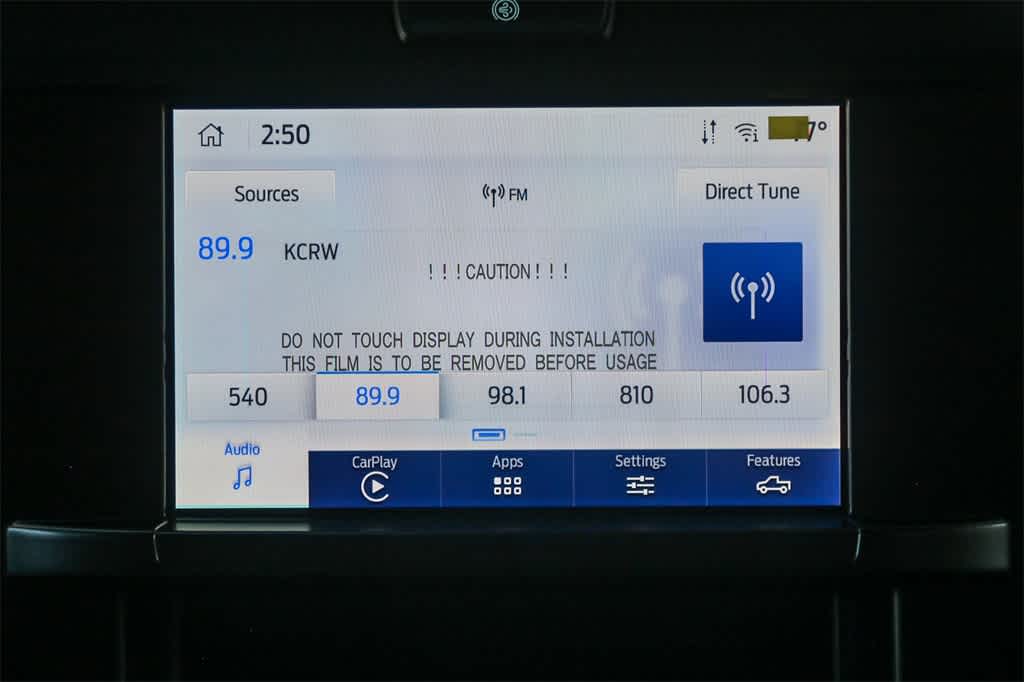 2:50
Sources
FM
Direct Tune
89.9
KCRW
! ! ! CAUTION ! ! !
DO NOT TOUCH DISPLAY DURING INSTALLATION
THIS FILM IS TO BE REMOVED BEFORE USAGE
540
89.9
98.1
810
106.3
Audio
CarPlay
Apps
Settings
Features